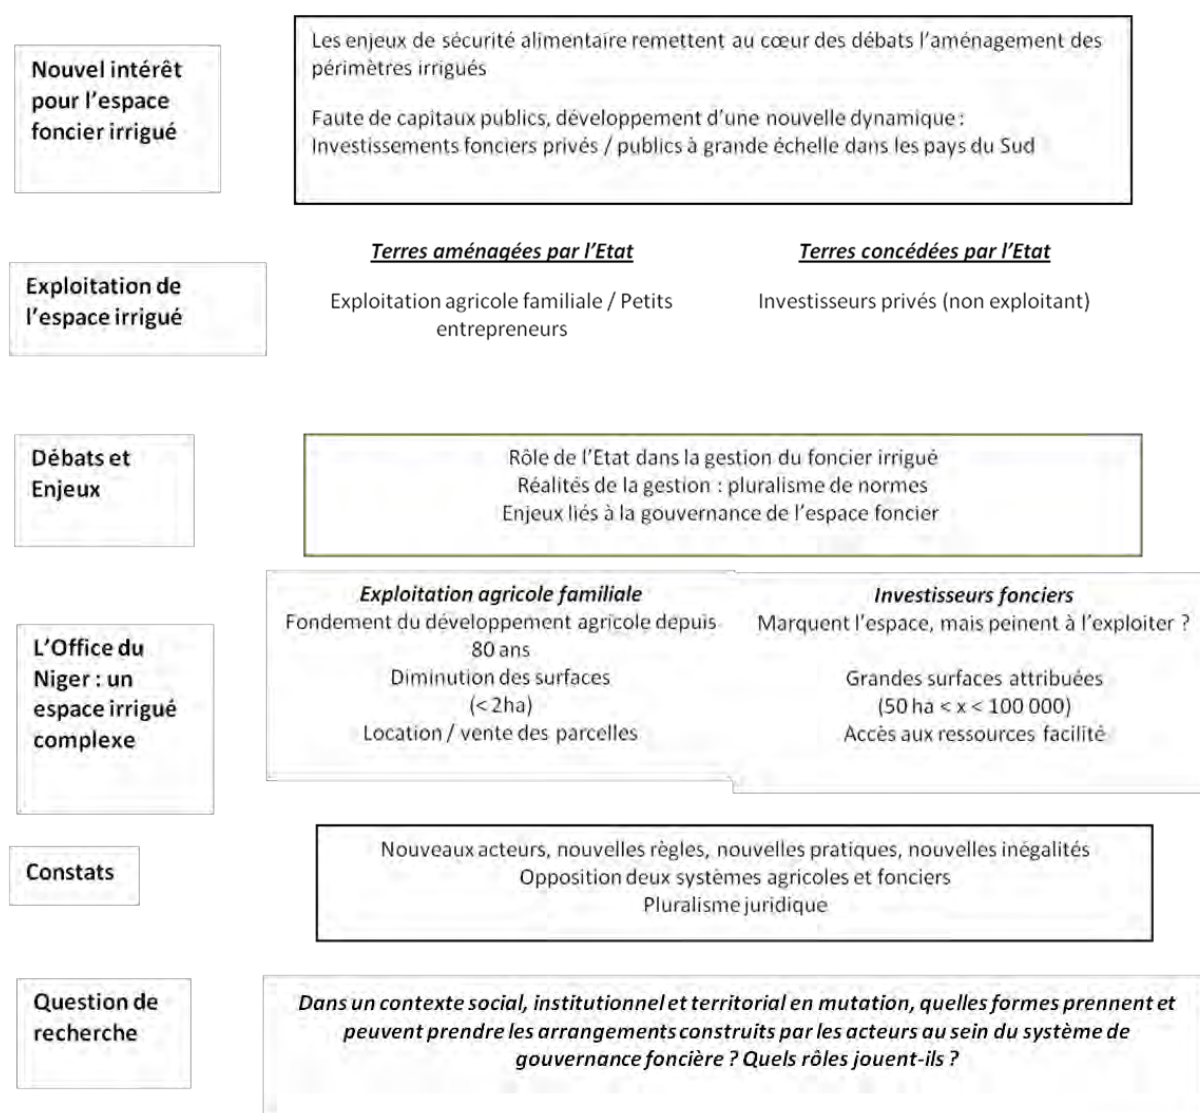 Nouvel intérêt
pour l'espace
foncier irrigué
Les enjeux de sécurité alimentaire remettent au cœur des débats l'aménagement des
périmètres irrigués
Faute de capitaux publics, développement d'une nouvelle dynamique :
Investissements fonciers privés / publics à grande échelle dans les pays du Sud
Exploitation de
l'espace irrigué
Terres aménagées par l'Etat
Exploitation agricole familiale / Petits
entrepreneurs
Terres concédées par l'Etat
Investisseurs privés (non exploitant)
Débats et
Enjeux
Rôle de l'Etat dans la gestion du foncier irrigué
Réalités de la gestion : pluralisme de normes
Enjeux liés à la gouvernance de l'espace foncier
L'Office du
Niger : un
espace irrigué
complexe
Exploitation agricole familiale
Fondement du développement agricole depuis
80 ans
Diminution des surfaces
(< 2ha)
Location / vente des parcelles
Investisseurs fonciers
Marquent l'espace, mais peinent à l'exploiter ?
Grandes surfaces attribuées
(50 ha < x < 100 000)
Accès aux ressources facilité
Constats
Nouveaux acteurs, nouvelles règles, nouvelles pratiques, nouvelles inégalités
Opposition deux systèmes agricoles et fonciers
Pluralisme juridique
Question de
recherche
Dans un contexte social, institutionnel et territorial en mutation, quelles formes prennent et
peuvent prendre les arrangements construits par les acteurs au sein du système de
gouvernance foncière ? Quels rôles jouent-ils ?